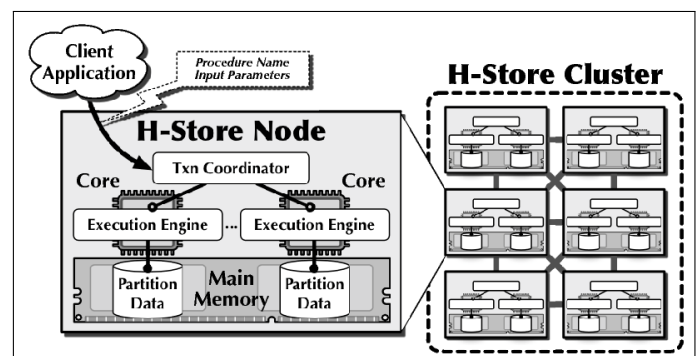 Client
Application
Procedure Name
Input Parameters
H-Store Cluster
H-Store Node
Txn Coordinator
Core
Core
Execution Engine
...
Execution Engine
Partition
Data
Main
Memory
Partition
Data